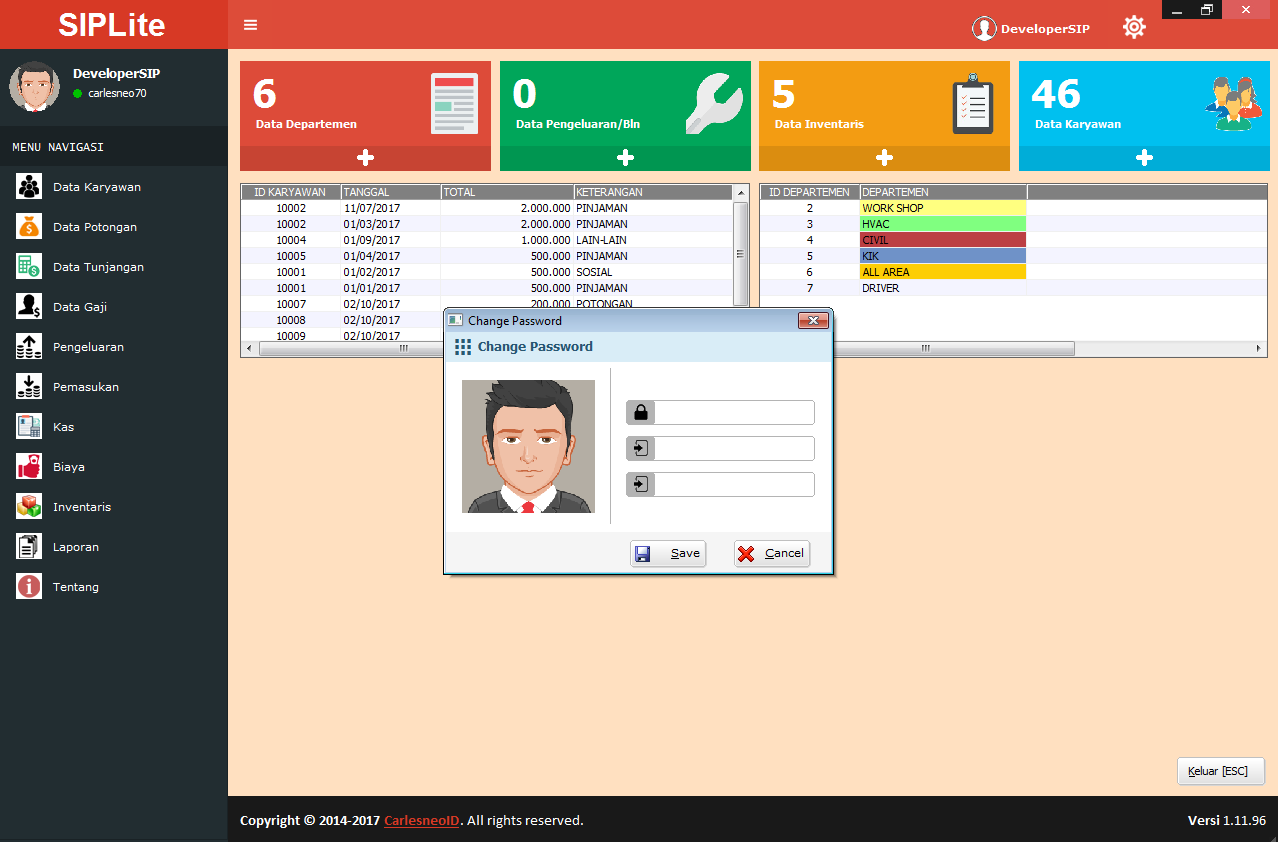 SIPLite
DeveloperSIP
DeveloperSIP
carlesneo70
MENU NAVIGASI
Data Karyawan
Data Potongan
Data Tunjangan
Data Gaji
Pengeluaran
Pemasukan
Kas
Biaya
Inventaris
Laporan
Tentang
6
Data Departemen
0
Data Pengeluaran/Bln
5
Data Inventaris
46
Data Karyawan
ID KARYAWAN TANGGAL TOTAL KETERANGAN
10002 11/07/2017 2.000.000 PINJAMAN
10002 01/03/2017 2.000.000 PINJAMAN
10004 01/09/2017 1.000.000 LAIN-LAIN
10005 01/04/2017 500.000 PINJAMAN
10001 01/02/2017 500.000 SOSIAL
10001 01/01/2017 500.000 PINJAMAN
10007 02/10/2017 200.000 POTONGAN
10008 02/10/2017
10009 02/10/2017
ID DEPARTEMEN DEPARTEMEN
2 WORK SHOP
3 HVAC
4 CIVIL
5 KIK
6 ALL AREA
7 DRIVER
Change Password
Change Password
Save
Cancel
Keluar [ESC]
Copyright © 2014-2017 CarlesneoID. All rights reserved.
Versi 1.11.96